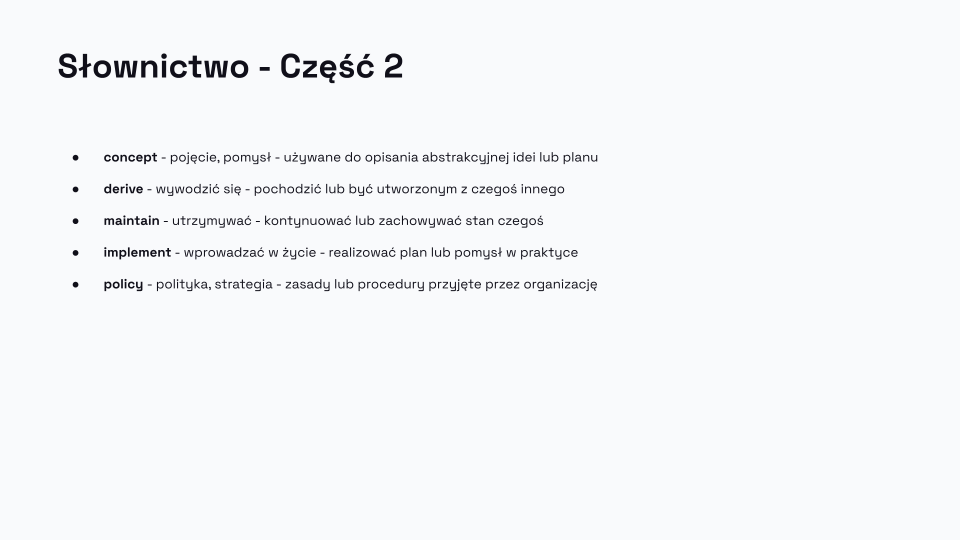 Słownictwo - Część 2
● concept - pojęcie, pomysł - używane do opisania abstrakcyjnej idei lub planu
● derive - wywodzić się - pochodzić lub być utworzonym z czegoś innego
● maintain - utrzymywać - kontynuować lub zachowywać stan czegoś
● implement - wprowadzać w życie - realizować plan lub pomysł w praktyce
● policy - polityka, strategia - zasady lub procedury przyjęte przez organizację